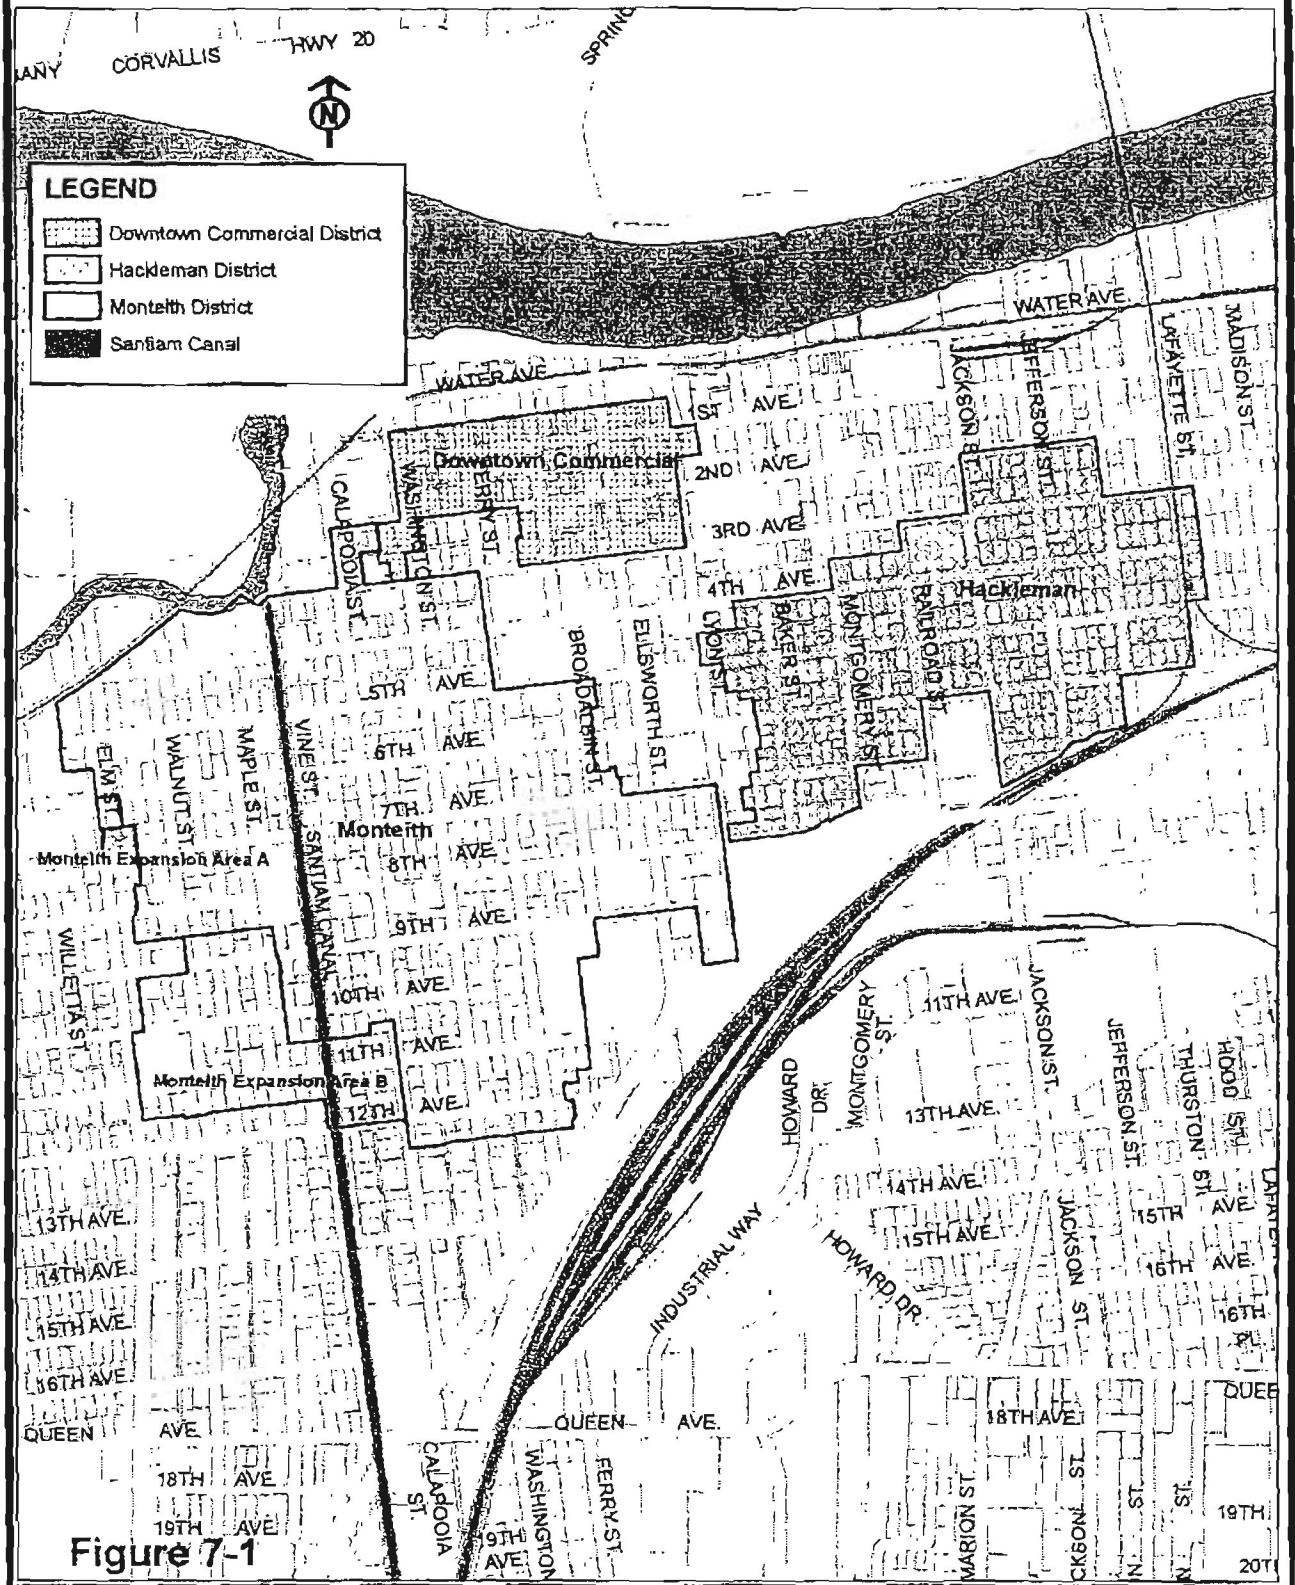 HWY 20
CORVALLIS
N
LEGEND
Downtown Commercial District
Hackleman District
Monteith District
Santiam Canal
WATER AVE.
WATER AVE.
JACKSON ST.
JEFFERSON ST.
LAFAYETTE ST.
MADISON ST.
1ST AVE.
Downtown Commercial
2ND AVE.
CALAPOOIA ST.
WASHINGTON ST.
FERRY ST.
3RD AVE.
4TH AVE.
Hackleman
LYON ST.
BAKER ST.
MONTGOMERY ST.
RAILROAD ST.
BROADALBIN ST.
ELLSWORTH ST.
5TH AVE.
6TH AVE.
ELM ST.
WALNUT ST.
MAPLE ST.
VINE ST.
7TH AVE.
Monteith
8TH AVE.
Monteith Expansion Area A
SANTIAM CANAL
9TH AVE.
WILLETTA ST.
10TH AVE.
11TH AVE.
Monteith Expansion Area B
12TH AVE.
MONTGOMERY ST.
11TH AVE.
JACKSON ST.
JEFFERSON ST.
THURSTON ST.
HOOD ST.
HOWARD DR.
13TH AVE.
14TH AVE.
15TH AVE.
HOWARD DR.
INDUSTRIAL WAY
JACKSON ST.
15TH AVE.
16TH AVE.
16TH PL.
13TH AVE.
14TH AVE.
15TH AVE.
16TH AVE.
QUEEN AVE.
QUEEN AVE.
QUEE
18TH AVE.
18TH AVE.
19TH AVE.
CALAPOOIA ST.
9TH AVE.
WASHINGTON
FERRY ST.
MARION ST.
CKSON ST
N ST.
N ST.
19TH
Figure 7-1